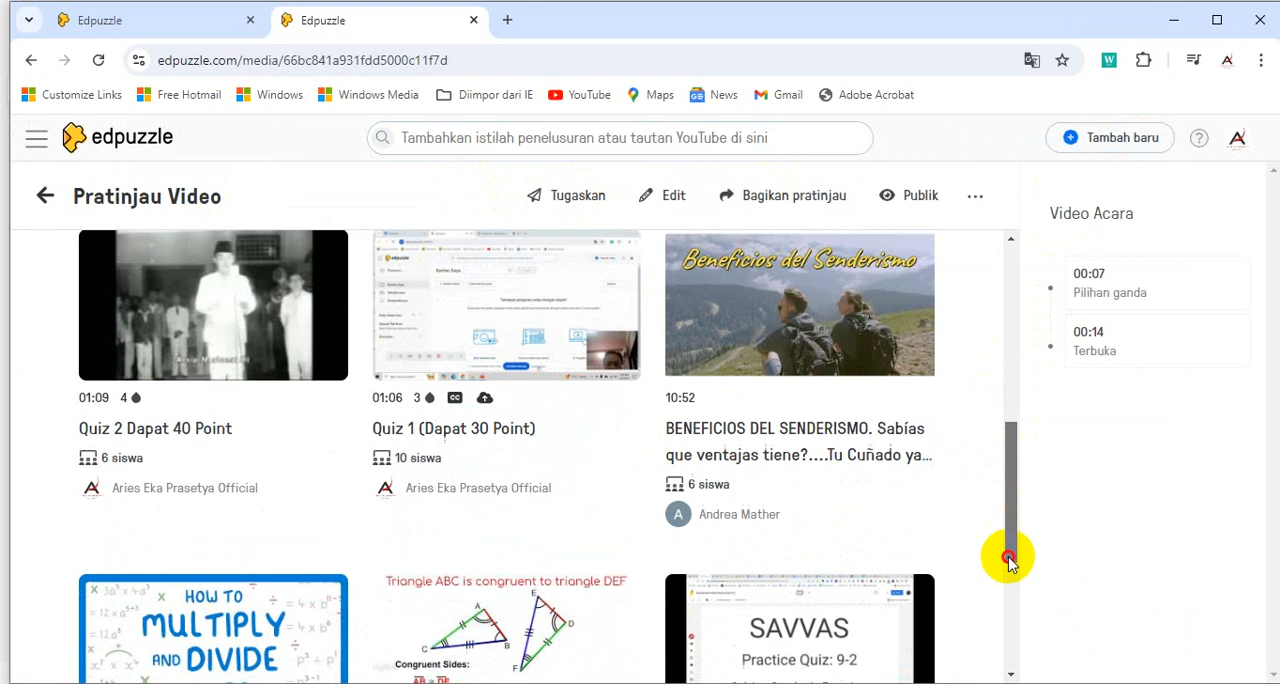 Edpuzzle
Edpuzzle
edpuzzle.com/media/66bc841a931fdd5000c11f7d
Customize Links
Free Hotmail
Windows
Windows Media
Diimpor dari IE
YouTube
Maps
News
Gmail
Adobe Acrobat
edpuzzle
Tambahkan istilah penelusuran atau tautan YouTube di sini
Tambah baru
Pratinjau Video
Tugaskan
Edit
Bagikan pratinjau
Publik
Video Acara
00:07
Pilihan ganda
00:14
Terbuka
Beneficios del Senderismo
01:09 4
01:06 3 CC
10:52
Quiz 2 Dapat 40 Point
Quiz 1 (Dapat 30 Point)
BENEFICIOS DEL SENDERISMO. Sabías
que ventajas tiene?....Tu Cuñado ya...
6 siswa
10 siswa
6 siswa
Aries Eka Prasetya Official
Aries Eka Prasetya Official
A Andrea Mather
HOW TO
MULTIPLY
AND DIVIDE
Triangle ABC is congruent to triangle DEF
A
B
C
D
E
F
Congruent Sides:
AB = DE
SAVVAS
Practice Quiz: 9-2